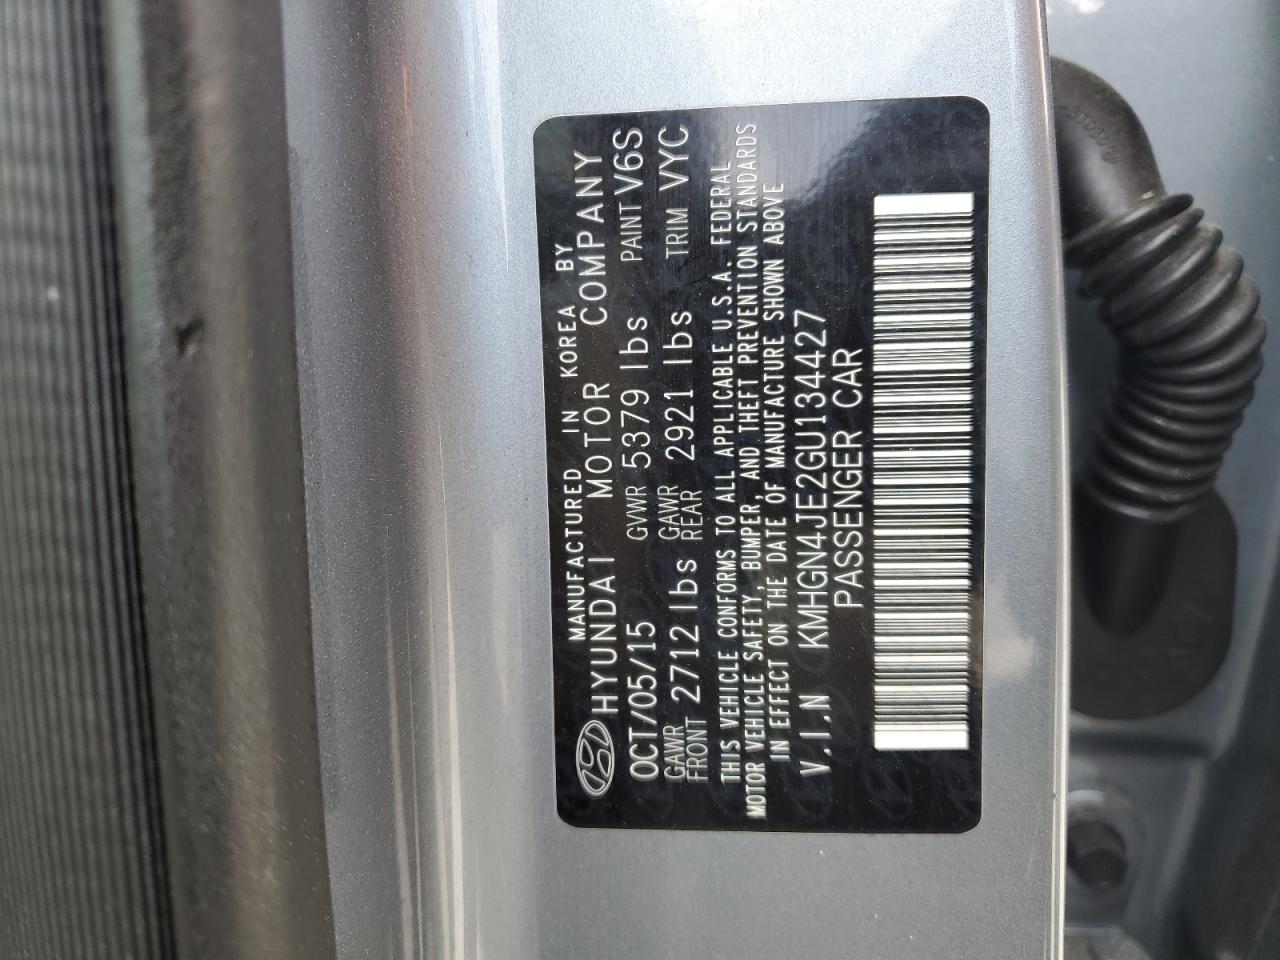 MANUFACTURED IN KOREA BY
HYUNDAI MOTOR COMPANY
OCT/05/15 GVWR 5379 lbs PAINT V6S
GAWR FRONT 2712 lbs GAWR REAR 2921 lbs TRIM VYC
THIS VEHICLE CONFORMS TO ALL APPLICABLE U.S.A. FEDERAL
MOTOR VEHICLE SAFETY, BUMPER, AND THEFT PREVENTION STANDARDS
IN EFFECT ON THE DATE OF MANUFACTURE SHOWN ABOVE
V.I.N KMHGN4JE2GU134427
PASSENGER CAR